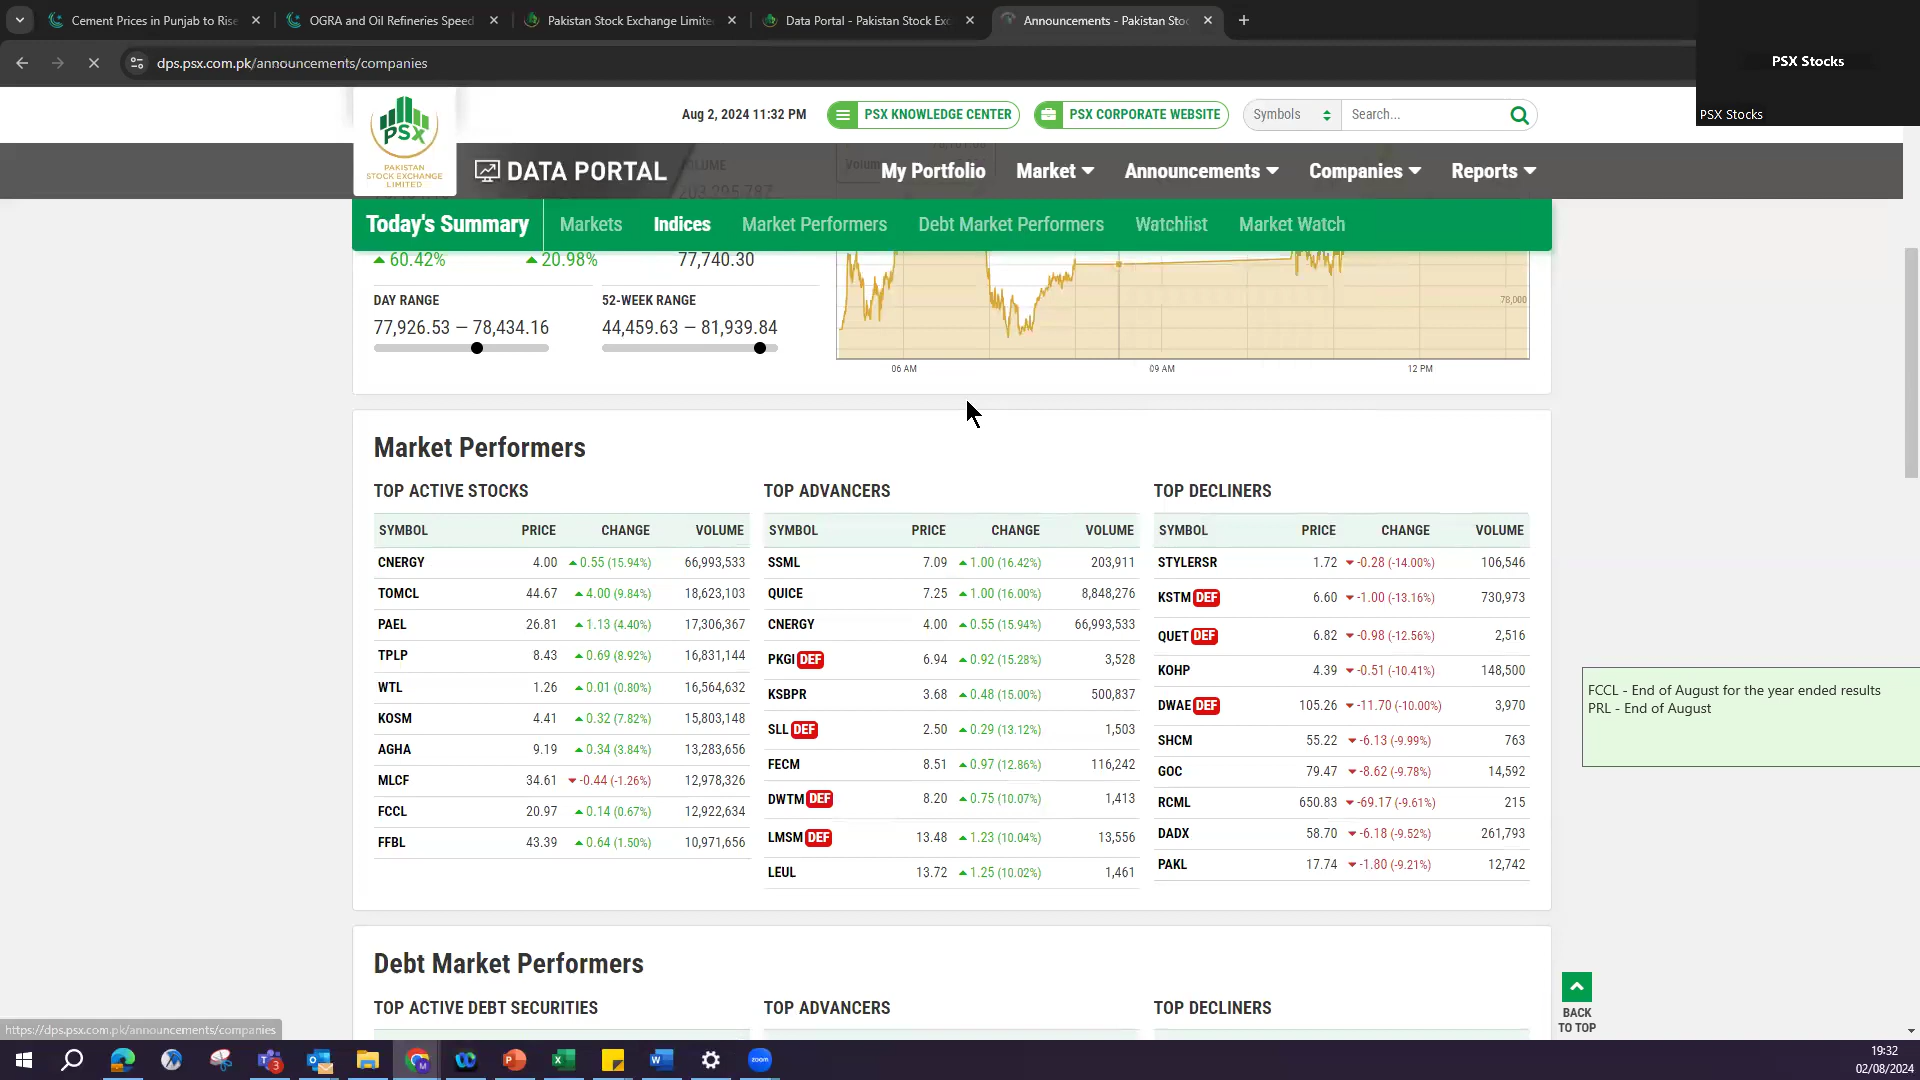 Cement Prices in Punjab to Rise
OGRA and Oil Refineries Speed
Pakistan Stock Exchange Limite
Data Portal - Pakistan Stock Exc
Announcements - Pakistan Stoc
dps.psx.com.pk/announcements/companies
PSX Stocks
PSX Stocks
Aug 2, 2024 11:32 PM
PSX KNOWLEDGE CENTER
PSX CORPORATE WEBSITE
Symbols
Search...
PSX
PAKISTAN
STOCK EXCHANGE
LIMITED
DATA PORTAL
My Portfolio
Market
Announcements
Companies
Reports
VOLUME
203,295,787
Volum
Today's Summary
Markets
Indices
Market Performers
Debt Market Performers
Watchlist
Market Watch
60.42%
20.98%
77,740.30
DAY RANGE
52-WEEK RANGE
77,926.53 — 78,434.16
44,459.63 — 81,939.84
78,000
06 AM
09 AM
12 PM
Market Performers
TOP ACTIVE STOCKS
SYMBOL PRICE CHANGE VOLUME
CNERGY 4.00 0.55 (15.94%) 66,993,533
TOMCL 44.67 4.00 (9.84%) 18,623,103
PAEL 26.81 1.13 (4.40%) 17,306,367
TPLP 8.43 0.69 (8.92%) 16,831,144
WTL 1.26 0.01 (0.80%) 16,564,632
KOSM 4.41 0.32 (7.82%) 15,803,148
AGHA 9.19 0.34 (3.84%) 13,283,656
MLCF 34.61 -0.44 (-1.26%) 12,978,326
FCCL 20.97 0.14 (0.67%) 12,922,634
FFBL 43.39 0.64 (1.50%) 10,971,656
TOP ADVANCERS
SYMBOL PRICE CHANGE VOLUME
SSML 7.09 1.00 (16.42%) 203,911
QUICE 7.25 1.00 (16.00%) 8,848,276
CNERGY 4.00 0.55 (15.94%) 66,993,533
PKGI DEF 6.94 0.92 (15.28%) 3,528
KSBPR 3.68 0.48 (15.00%) 500,837
SLL DEF 2.50 0.29 (13.12%) 1,503
FECM 8.51 0.97 (12.86%) 116,242
DWTM DEF 8.20 0.75 (10.07%) 1,413
LMSM DEF 13.48 1.23 (10.04%) 13,556
LEUL 13.72 1.25 (10.02%) 1,461
TOP DECLINERS
SYMBOL PRICE CHANGE VOLUME
STYLERSR 1.72 -0.28 (-14.00%) 106,546
KSTM DEF 6.60 -1.00 (-13.16%) 730,973
QUET DEF 6.82 -0.98 (-12.56%) 2,516
KOHP 4.39 -0.51 (-10.41%) 148,500
DWAE DEF 105.26 -11.70 (-10.00%) 3,970
SHCM 55.22 -6.13 (-9.99%) 763
GOC 79.47 -8.62 (-9.78%) 14,592
RCML 650.83 -69.17 (-9.61%) 215
DADX 58.70 -6.18 (-9.52%) 261,793
PAKL 17.74 -1.80 (-9.21%) 12,742
FCCL - End of August for the year ended results
PRL - End of August
Debt Market Performers
TOP ACTIVE DEBT SECURITIES
TOP ADVANCERS
TOP DECLINERS
BACK
TO TOP
https://dps.psx.com.pk/announcements/companies
zoom
19:32
02/08/2024